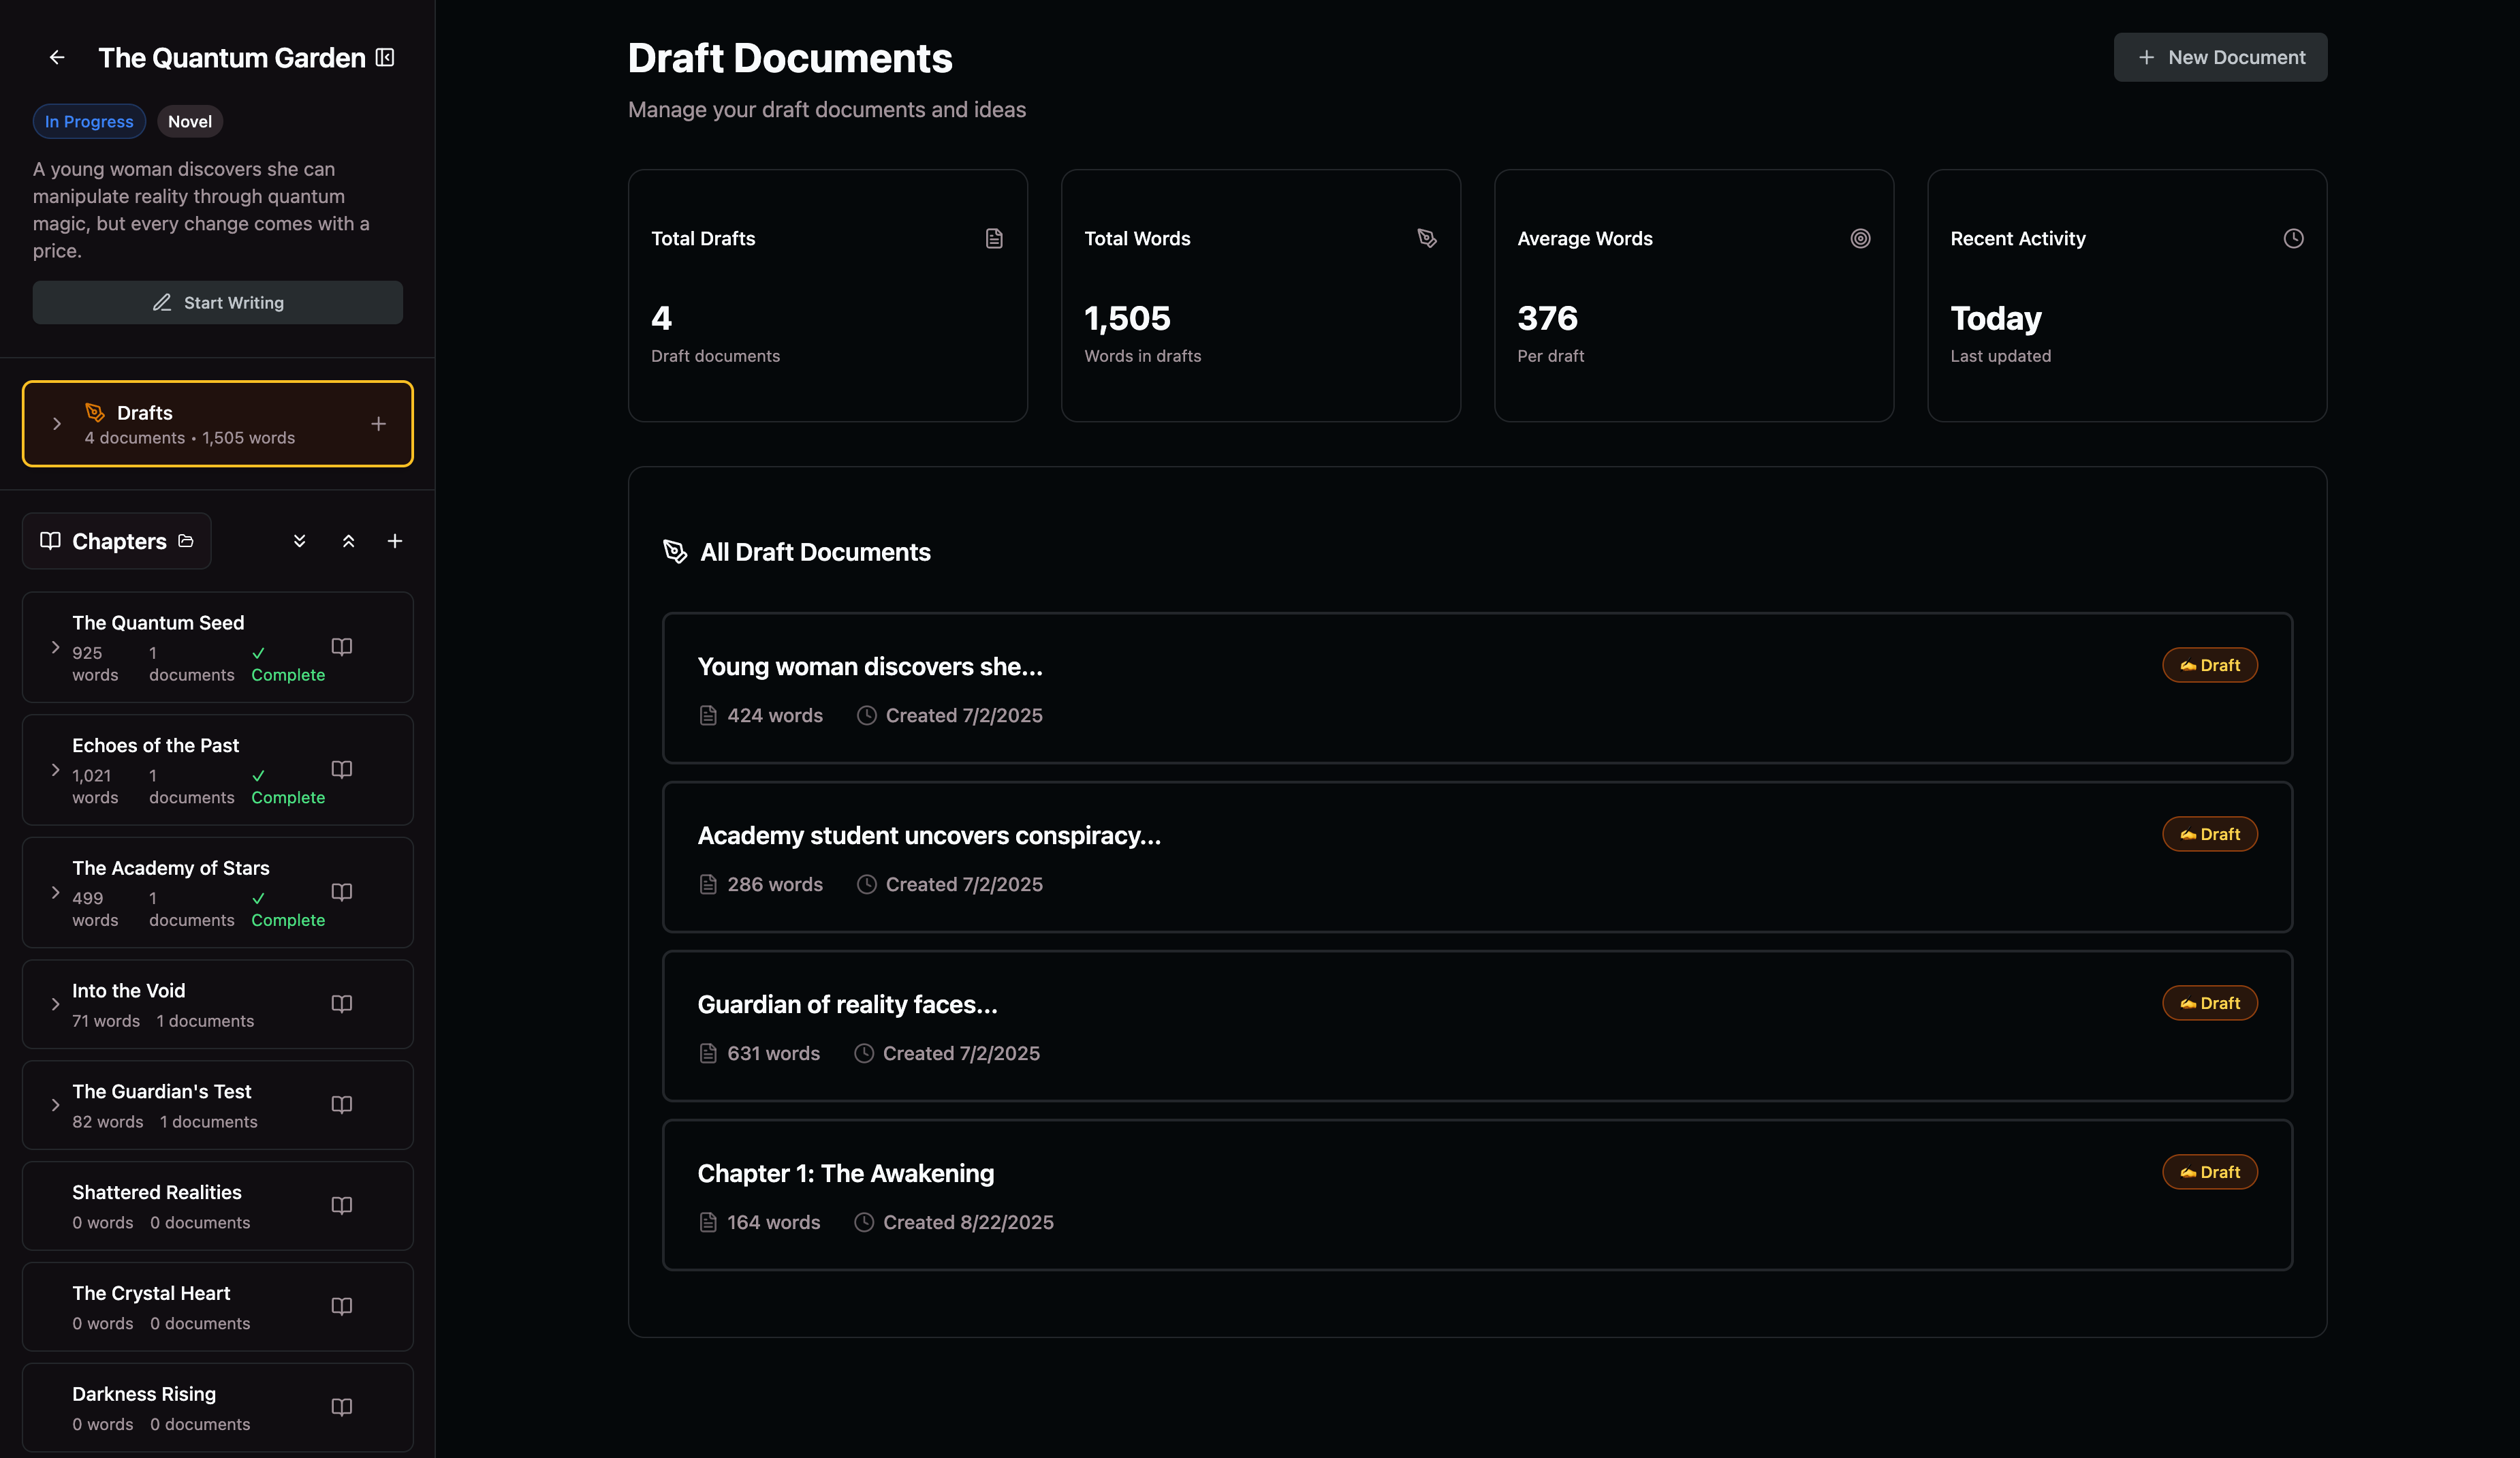 The Quantum Garden
In Progress
Novel
A young woman discovers she can
manipulate reality through quantum
magic, but every change comes with a
price.
Start Writing
Drafts
4 documents • 1,505 words
Chapters
The Quantum Seed
925 words 1 documents ✓ Complete
Echoes of the Past
1,021 words 1 documents ✓ Complete
The Academy of Stars
499 words 1 documents ✓ Complete
Into the Void
71 words 1 documents
The Guardian's Test
82 words 1 documents
Shattered Realities
0 words 0 documents
The Crystal Heart
0 words 0 documents
Darkness Rising
0 words 0 documents
Draft Documents
Manage your draft documents and ideas
New Document
Total Drafts
4
Draft documents
Total Words
1,505
Words in drafts
Average Words
376
Per draft
Recent Activity
Today
Last updated
All Draft Documents
Young woman discovers she...
Draft
424 words Created 7/2/2025
Academy student uncovers conspiracy...
Draft
286 words Created 7/2/2025
Guardian of reality faces...
Draft
631 words Created 7/2/2025
Chapter 1: The Awakening
Draft
164 words Created 8/22/2025